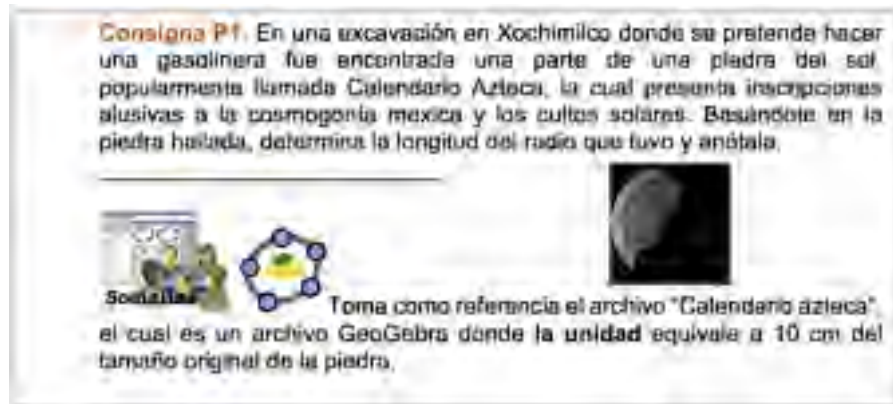 Consigna P1. En una excavación en Xochimilco donde se pretende hacer
una gasolinera fue encontrada una parte de una piedra del sol,
popularmente llamada Calendario Azteca, la cual presenta inscripciones
alusivas a la cosmogonía mexica y los cultos solares. Basándote en la
piedra hallada, determina la longitud del radio que tuvo y anótala.
Toma como referencia el archivo "Calendario azteca",
el cual es un archivo GeoGebra donde la unidad equivale a 10 cm del
tamaño original de la piedra.